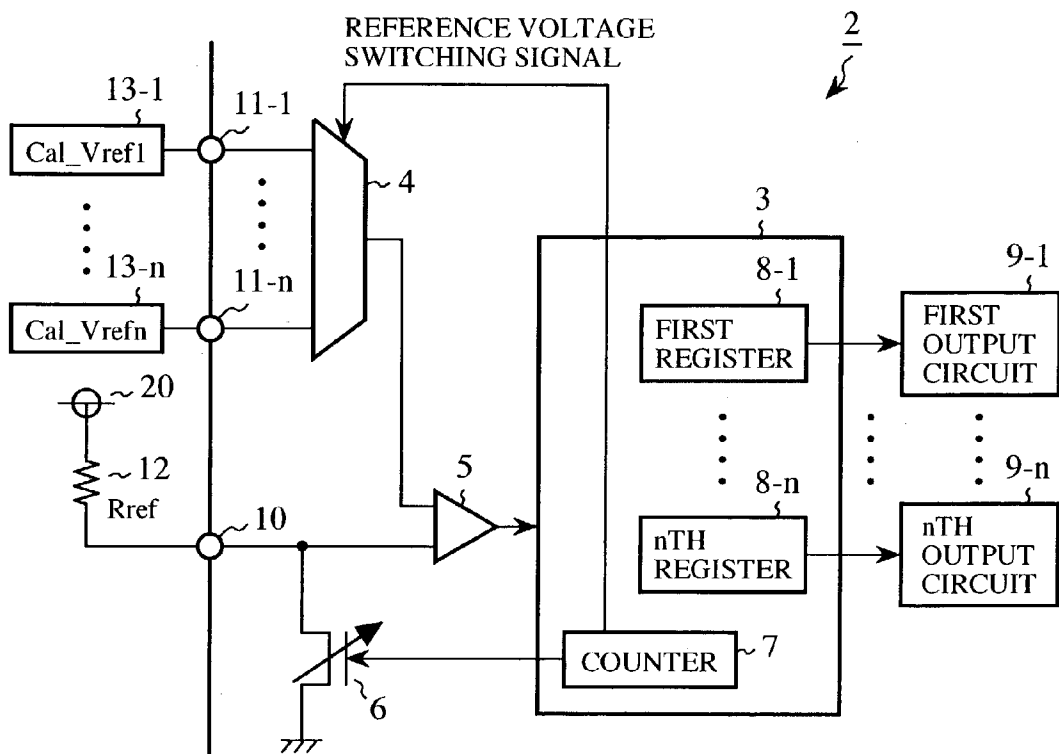 REFERENCE VOLTAGE
SWITCHING SIGNAL
2
13-1
11-1
Cal_Vref1
4
3
13-n
11-n
8-1
9-1
Cal_Vrefn
FIRST
REGISTER
FIRST
OUTPUT
CIRCUIT
20
12
Rref
5
10
8-n
9-n
nTH
REGISTER
nTH
OUTPUT
CIRCUIT
COUNTER
7
6